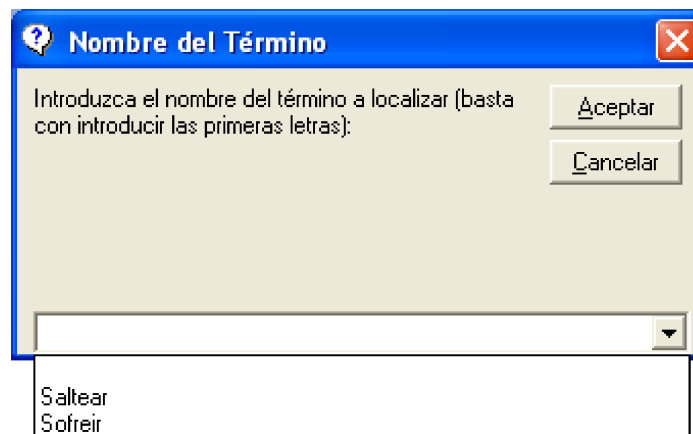 Nombre del Término
Introduzca el nombre del término a localizar (basta
con introducir las primeras letras):
Aceptar
Cancelar
Saltear
Sofreir